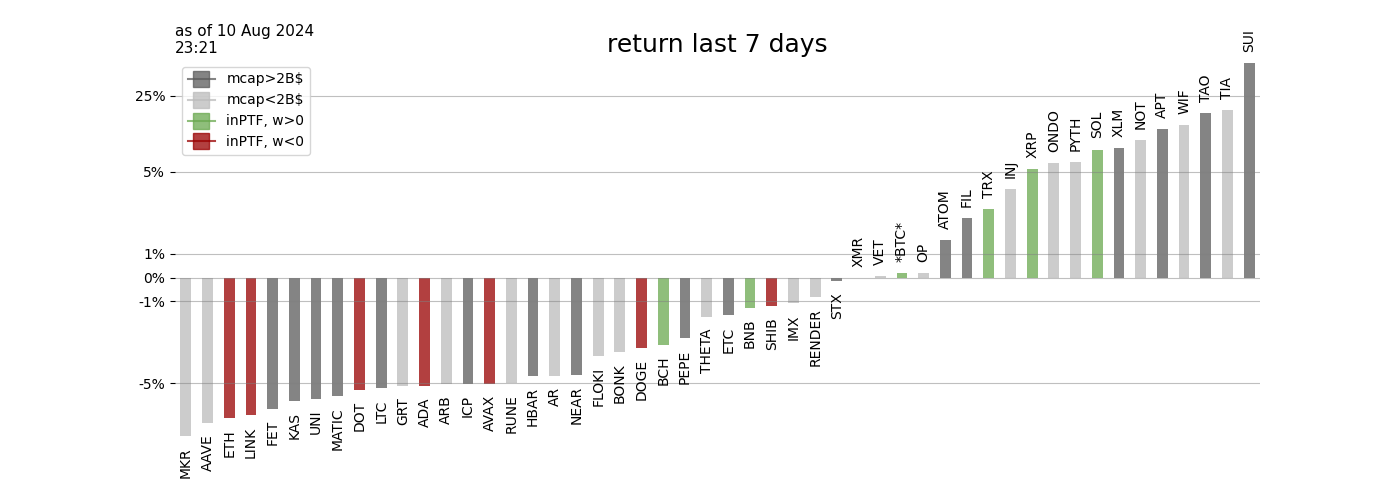 as of 10 Aug 2024
23:21
return last 7 days
mcap>2B$
mcap<2B$
inPTF, w>0
inPTF, w<0
25%
5%
1%
0%
-1%
-5%
MKR
AAVE
ETH
LINK
FET
KAS
UNI
MATIC
DOT
LTC
GRT
ADA
ARB
ICP
AVAX
RUNE
HBAR
AR
NEAR
FLOKI
BONK
DOGE
BCH
PEPE
THETA
ETC
BNB
SHIB
IMX
RENDER
STX
XMR
VET
*BTC*
OP
ATOM
FIL
TRX
INJ
XRP
ONDO
PYTH
SOL
XLM
NOT
APT
WIF
TAO
TIA
SUI